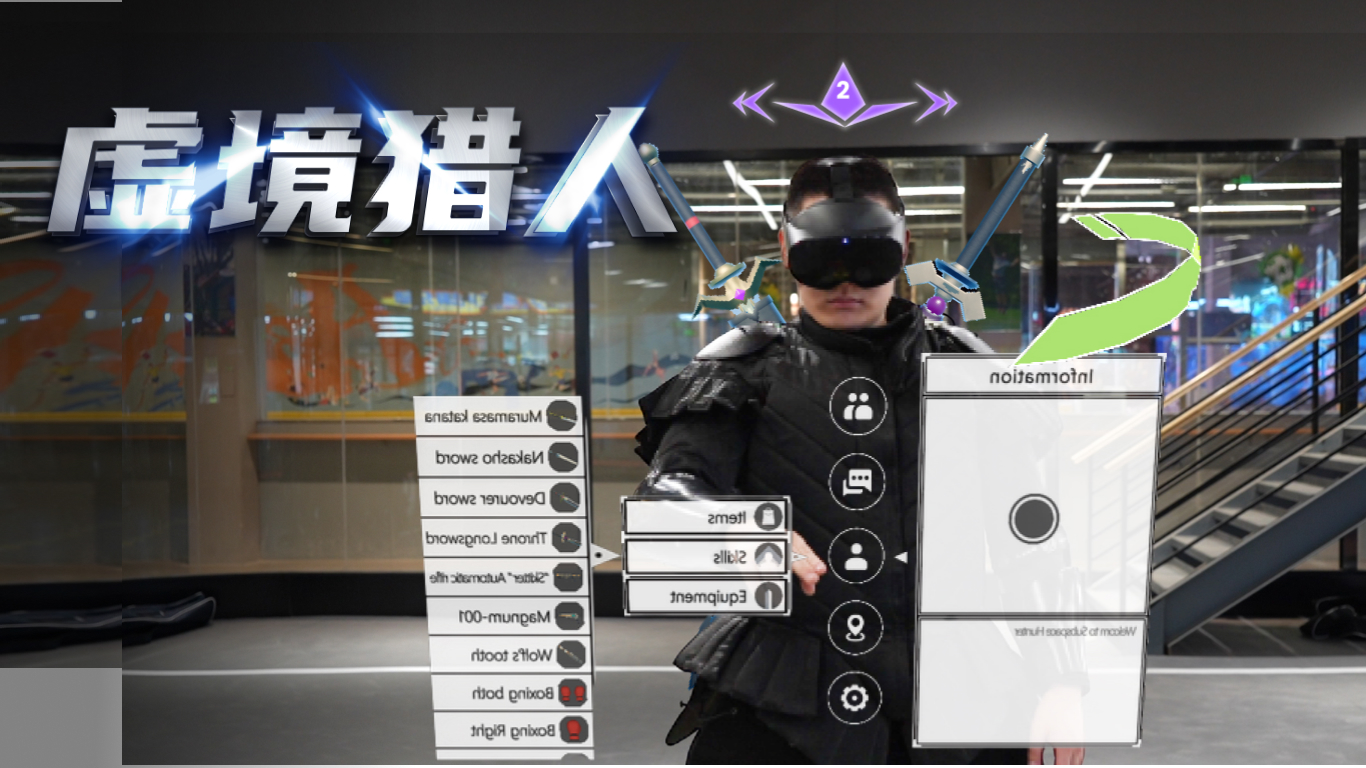 虚境猎人
2
Muramasa katana
Nakasho sword
Devourer sword
Throne Longsword
"Skitter" Automatic rifle
Magnum-001
Wolf's tooth
Boxing both
Boxing Right
Items
Skills
Equipment
Information
Welcom to Subspace Hunter